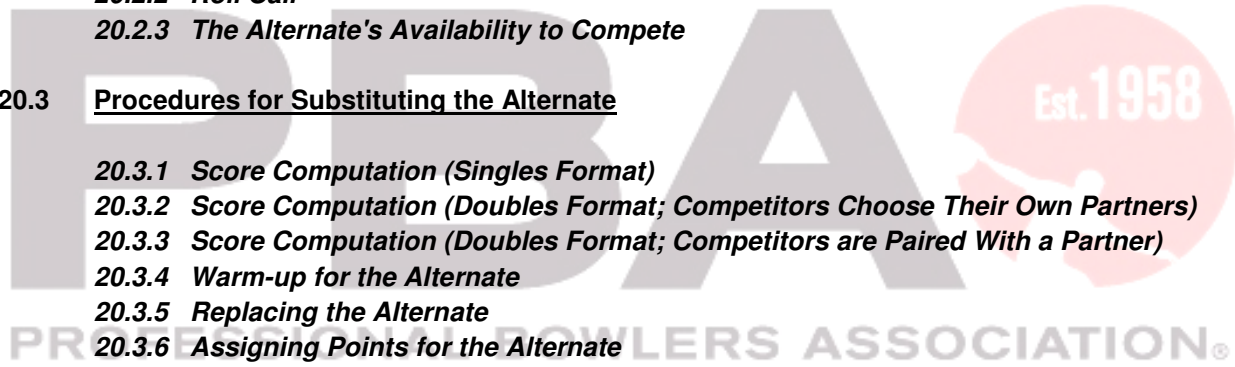 20.2.2 Roll Call
20.2.3 The Alternate's Availability to Compete
20.3 Procedures for Substituting the Alternate
Est. 1958
20.3.1 Score Computation (Singles Format)
20.3.2 Score Computation (Doubles Format; Competitors Choose Their Own Partners)
20.3.3 Score Computation (Doubles Format; Competitors are Paired With a Partner)
20.3.4 Warm-up for the Alternate
20.3.5 Replacing the Alternate
PBA
20.3.6 Assigning Points for the Alternate
PROFESSIONAL BOWLERS ASSOCIATION®